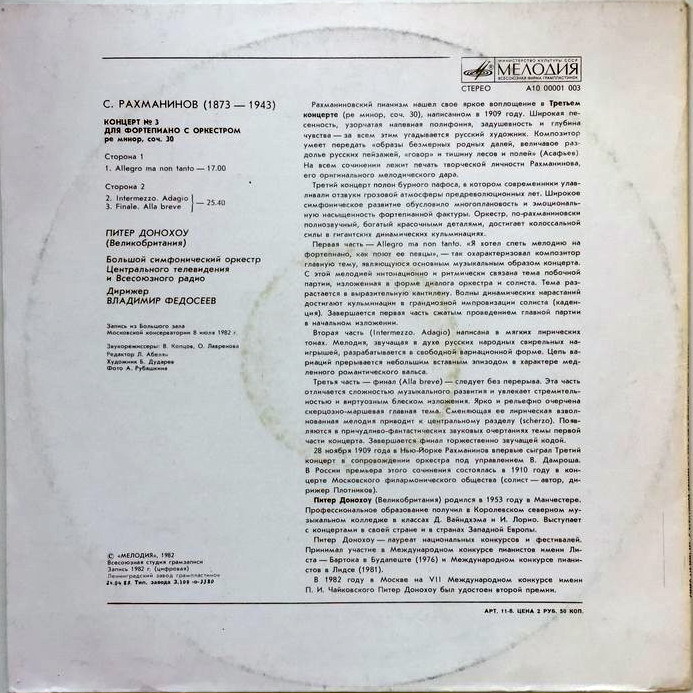 МИНИСТЕРСТВО КУЛЬТУРЫ СССР
МЕЛОДИЯ
ВСЕСОЮЗНАЯ ФИРМА ГРАМПЛАСТИНОК
СТЕРЕО А10 00001 003
С. РАХМАНИНОВ (1873 — 1943)
КОНЦЕРТ № 3
ДЛЯ ФОРТЕПИАНО С ОРКЕСТРОМ
ре минор, соч. 30
Сторона 1
1. Allegro ma non tanto — 17.00
Сторона 2
2. Intermezzo. Adagio
3. Finale. Alla breve — 25.40
ПИТЕР ДОНОХОУ
(Великобритания)
Большой симфонический оркестр
Центрального телевидения
и Всесоюзного радио
Дирижер
ВЛАДИМИР ФЕДОСЕЕВ
Запись из Большого зала
Московской консерватории 8 июля 1982 г.
Звукорежиссеры: В. Копцов, О. Лавренова
Редактор Л. Абелян
Художник Б. Дударев
Фото А. Рубашкина
© «МЕЛОДИЯ», 1982
Всесоюзная студия грамзаписи
Запись 1982 г. (цифровая)
Ленинградский завод грампластинок
Тип. завода
Рахманиновский пианизм нашел свое яркое воплощение в Третьем
концерте (ре минор, соч. 30), написанном в 1909 году. Широкая пе-
сенность, узорчатая напевная полифония, задушевность и глубина
чувства — за всем этим угадывается русский художник. Композитор
умеет передать «образы безмерных родных далей, величавое раз-
долье русских пейзажей, «говор» и тишину лесов и полей» (Асафьев).
На всем сочинении лежит печать творческой личности Рахманинова,
его оригинального мелодического дара.
Третий концерт полон бурного пафоса, в котором современники улав-
ливали отзвуки грозовой атмосферы предреволюционных лет. Широкое
симфоническое развитие обусловило многоплановость и эмоциональ-
ную насыщенность фортепианной фактуры. Оркестр, по-рахманиновски
полнозвучный, богатый красочными деталями, достигает колоссальной
силы в гигантских динамических кульминациях.
Первая часть — Allegro ma non tanto. «Я хотел спеть мелодию на
фортепиано, как поют ее певцы», — так охарактеризовал композитор
главную тему, являющуюся основным музыкальным образом концерта.
С этой мелодией интонационно и ритмически связана тема побочной
партии, изложенная в форме диалога оркестра и солиста. Тема раз-
растается в выразительную кантилену. Волны динамических нарастаний
достигают кульминации в грандиозной импровизации солиста (каден-
ция). Завершается первая часть сжатым проведением главной партии
в начальном изложении.
Вторая часть (Intermezzo. Adagio) написана в мягких лирических
тонах. Мелодия, звучащая в духе русских народных свирельных на-
игрышей, разрабатывается в свободной вариационной форме. Цепь ва-
риаций прерывается небольшим вставным эпизодом в характере мед-
ленного романтического вальса.
Третья часть — финал (Alla breve) — следует без перерыва. Эта часть
отличается сложностью музыкального развития и увлекает стремитель-
ностью и виртуозным блеском изложения. Ярко и рельефно очерчена
скерцозно-маршевая главная тема. Сменяющая ее лирическая взвол-
нованная мелодия приводит к центральному разделу (scherzo). Появ-
ляются в причудливо-фантастических звуковых очертаниях темы первой
части концерта. Завершается финал торжественно звучащей кодой.
28 ноября 1909 года в Нью-Йорке Рахманинов впервые сыграл Третий
концерт в сопровождении оркестра под управлением В. Дамроша.
В России премьера этого сочинения состоялась в 1910 году в кон-
церте Московского филармонического общества (солист — автор, ди-
рижер Плотников).
Питер Донохоу (Великобритания) родился в 1953 году в Манчестере.
Профессиональное образование получил в Королевском северном му-
зыкальном колледже в классах Д. Вайндхэма и И. Лорио. Выступает
с концертами в своей стране и в странах Западной Европы.
Питер Донохоу — лауреат национальных конкурсов и фестивалей.
Принимал участие в Международном конкурсе пианистов имени Ли-
ста — Бартока в Будапеште (1976) и Международном конкурсе пиани-
стов в Лидсе (1981).
В 1982 году в Москве на VII Международном конкурсе имени
П. И. Чайковского Питер Донохоу был удостоен второй премии.
АРТ. 11-6. ЦЕНА 2 РУБ. 50 КОП.